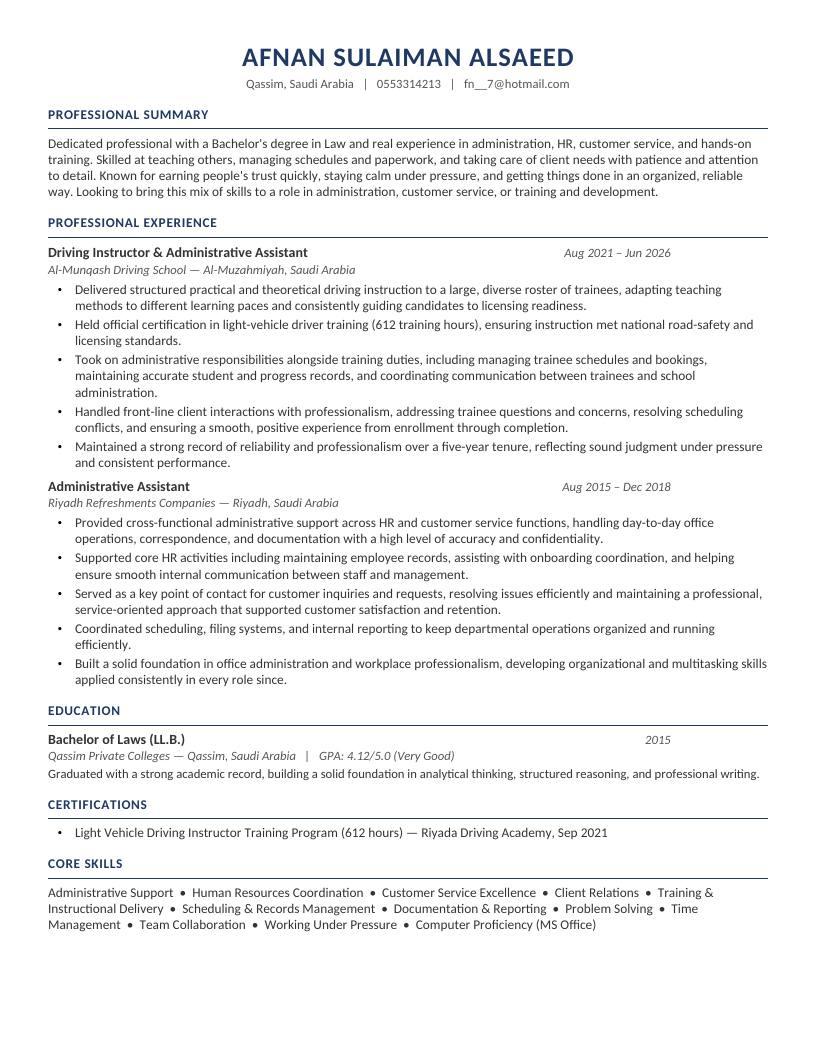 AFNAN SULAIMAN ALSAEED
Qassim, Saudi Arabia | 0553314213 | fn__7@hotmail.com
PROFESSIONAL SUMMARY
Dedicated professional with a Bachelor's degree in Law and real experience in administration, HR, customer service, and hands-on
training. Skilled at teaching others, managing schedules and paperwork, and taking care of client needs with patience and attention
to detail. Known for earning people's trust quickly, staying calm under pressure, and getting things done in an organized, reliable
way. Looking to bring this mix of skills to a role in administration, customer service, or training and development.
PROFESSIONAL EXPERIENCE
Driving Instructor & Administrative Assistant Aug 2021 – Jun 2026
Al-Munqash Driving School — Al-Muzahmiyah, Saudi Arabia
• Delivered structured practical and theoretical driving instruction to a large, diverse roster of trainees, adapting teaching
methods to different learning paces and consistently guiding candidates to licensing readiness.
• Held official certification in light-vehicle driver training (612 training hours), ensuring instruction met national road-safety and
licensing standards.
• Took on administrative responsibilities alongside training duties, including managing trainee schedules and bookings,
maintaining accurate student and progress records, and coordinating communication between trainees and school
administration.
• Handled front-line client interactions with professionalism, addressing trainee questions and concerns, resolving scheduling
conflicts, and ensuring a smooth, positive experience from enrollment through completion.
• Maintained a strong record of reliability and professionalism over a five-year tenure, reflecting sound judgment under pressure
and consistent performance.
Administrative Assistant Aug 2015 – Dec 2018
Riyadh Refreshments Companies — Riyadh, Saudi Arabia
• Provided cross-functional administrative support across HR and customer service functions, handling day-to-day office
operations, correspondence, and documentation with a high level of accuracy and confidentiality.
• Supported core HR activities including maintaining employee records, assisting with onboarding coordination, and helping
ensure smooth internal communication between staff and management.
• Served as a key point of contact for customer inquiries and requests, resolving issues efficiently and maintaining a professional,
service-oriented approach that supported customer satisfaction and retention.
• Coordinated scheduling, filing systems, and internal reporting to keep departmental operations organized and running
efficiently.
• Built a solid foundation in office administration and workplace professionalism, developing organizational and multitasking skills
applied consistently in every role since.
EDUCATION
Bachelor of Laws (LL.B.) 2015
Qassim Private Colleges — Qassim, Saudi Arabia | GPA: 4.12/5.0 (Very Good)
Graduated with a strong academic record, building a solid foundation in analytical thinking, structured reasoning, and professional writing.
CERTIFICATIONS
• Light Vehicle Driving Instructor Training Program (612 hours) — Riyada Driving Academy, Sep 2021
CORE SKILLS
Administrative Support • Human Resources Coordination • Customer Service Excellence • Client Relations • Training &
Instructional Delivery • Scheduling & Records Management • Documentation & Reporting • Problem Solving • Time
Management • Team Collaboration • Working Under Pressure • Computer Proficiency (MS Office)